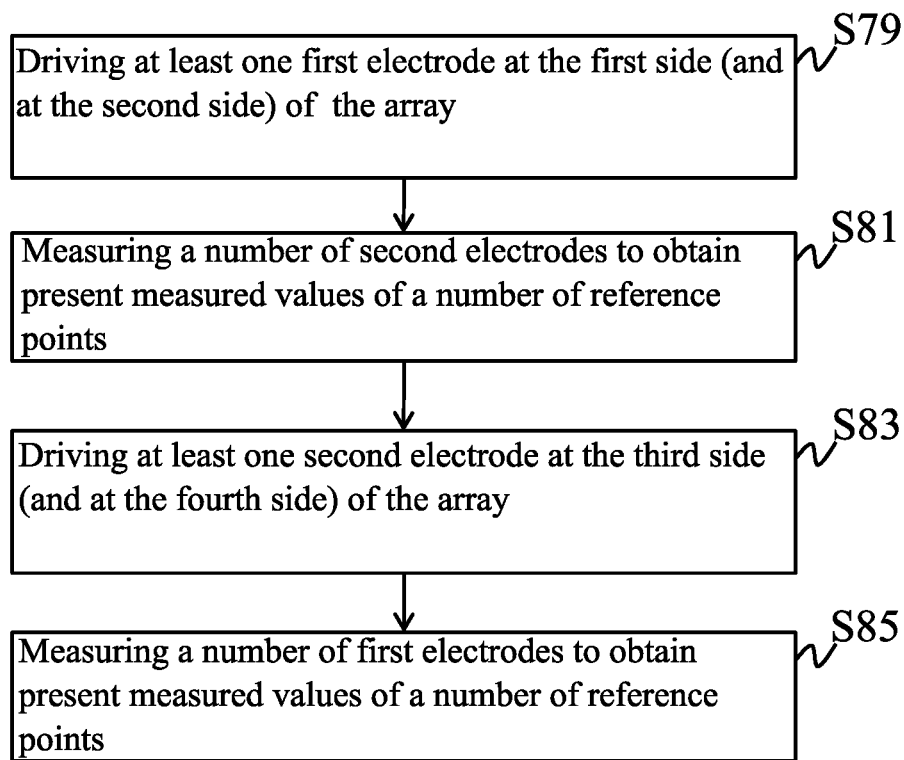 S79
Driving at least one first electrode at the first side (and
at the second side) of the array
S81
Measuring a number of second electrodes to obtain
present measured values of a number of reference
points
S83
Driving at least one second electrode at the third side
(and at the fourth side) of the array
S85
Measuring a number of first electrodes to obtain
present measured values of a number of reference
points